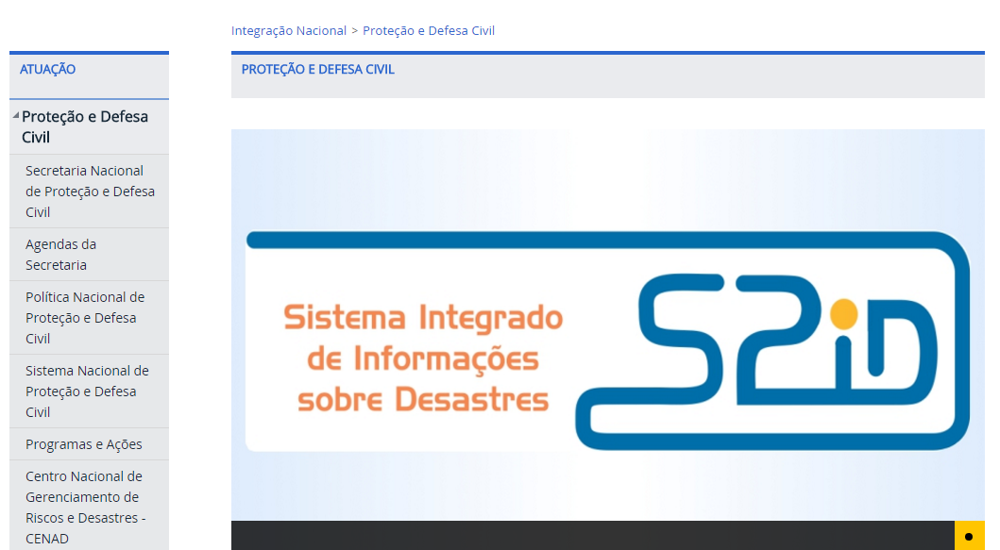 Integração Nacional > Proteção e Defesa Civil
ATUAÇÃO
Proteção e Defesa
Civil
Secretaria Nacional
de Proteção e Defesa
Civil
Agendas da
Secretaria
Política Nacional de
Proteção e Defesa
Civil
Sistema Nacional de
Proteção e Defesa
Civil
Programas e Ações
Centro Nacional de
Gerenciamento de
Riscos e Desastres -
CENAD
PROTEÇÃO E DEFESA CIVIL
Sistema Integrado
de Informações
sobre Desastres
S2iD